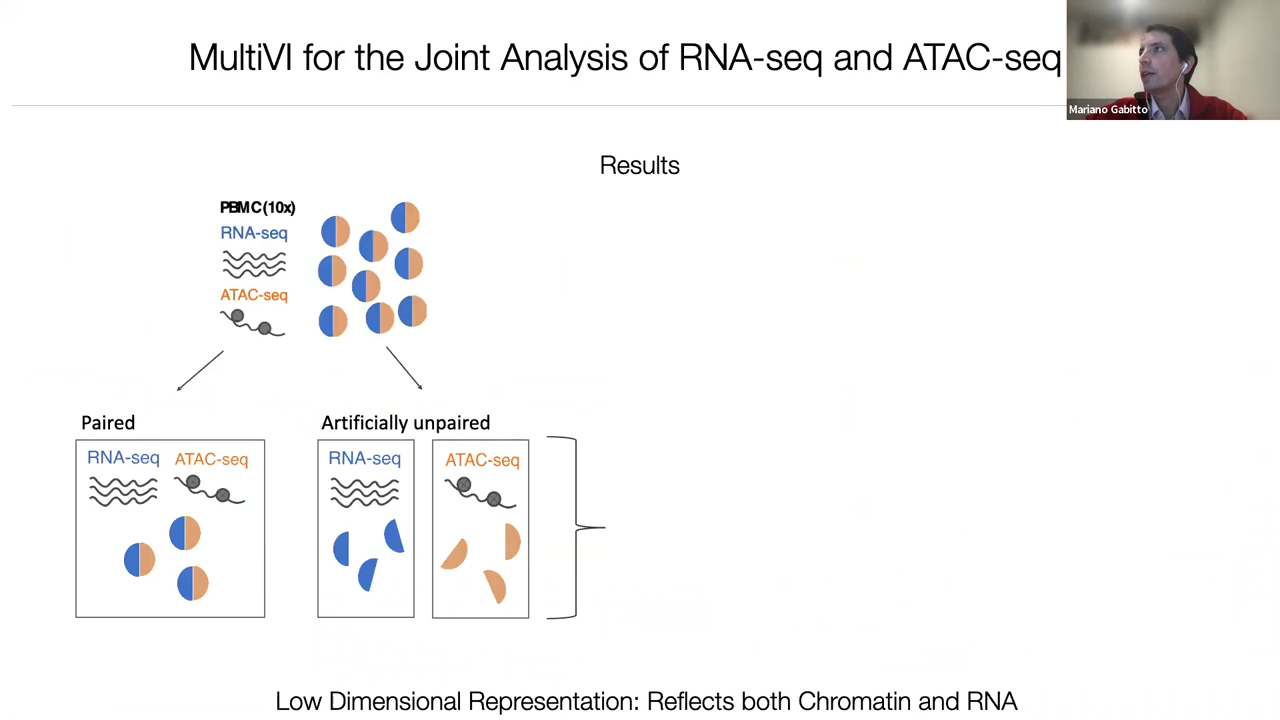 MultiVI for the Joint Analysis of RNA-seq and ATAC-seq
Mariano Gabitto
Results
PBMC (10x)
RNA-seq
ATAC-seq
Paired
Artificially unpaired
RNA-seq ATAC-seq
RNA-seq
ATAC-seq
Low Dimensional Representation: Reflects both Chromatin and RNA